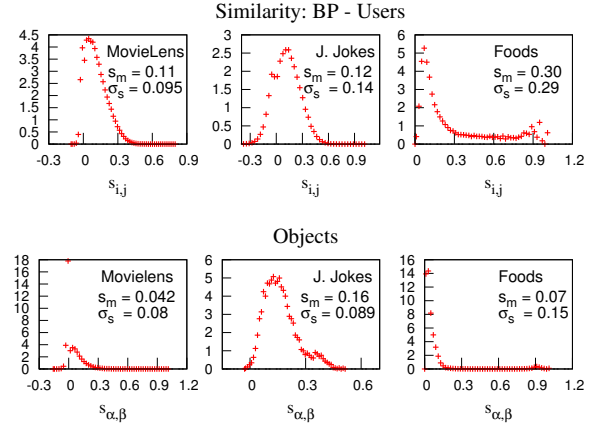 Similarity: BP - Users
4.5
4
3.5
3
2.5
2
1.5
1
0.5
0
MovieLens
s_m = 0.11
σ_s = 0.095
-0.3 0 0.3 0.6 0.9
s_{i,j}
3
2.5
2
1.5
1
0.5
0
J. Jokes
s_m = 0.12
σ_s = 0.14
-0.3 0 0.3 0.6 0.9
s_{i,j}
6
5
4
3
2
1
0
Foods
s_m = 0.30
σ_s = 0.29
0 0.3 0.6 0.9 1.2
s_{i,j}
Objects
18
16
14
12
10
8
6
4
2
0
Movielens
s_m = 0.042
σ_s = 0.08
-0.3 0 0.3 0.6 0.9 1.2
s_{α,β}
6
5
4
3
2
1
0
J. Jokes
s_m = 0.16
σ_s = 0.089
0 0.3 0.6
s_{α,β}
16
14
12
10
8
6
4
2
0
Foods
s_m = 0.07
σ_s = 0.15
0 0.3 0.6 0.9 1.2
s_{α,β}